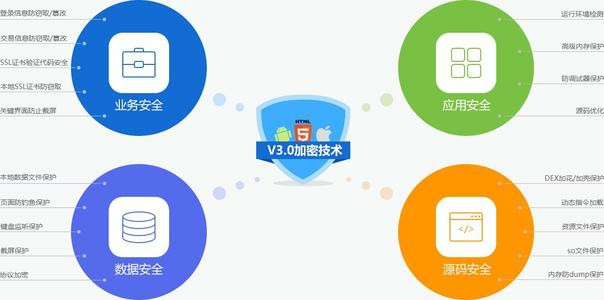 登录信息防窃取/篡改
交易信息防窃取/篡改
SSL证书验证代码安全
本地SSL证书防窃取
关键界面防止截屏
业务安全
运行环境检测
高级内存保护
防调试器保护
源码优化
应用安全
HTML
5
V3.0加密技术
本地数据文件保护
页面防钓鱼保护
键盘监听保护
截屏保护
协议加密
数据安全
DEX加花/加壳保护
动态指令加载
资源文件保护
so文件保护
内存防dump保护
</>
源码安全